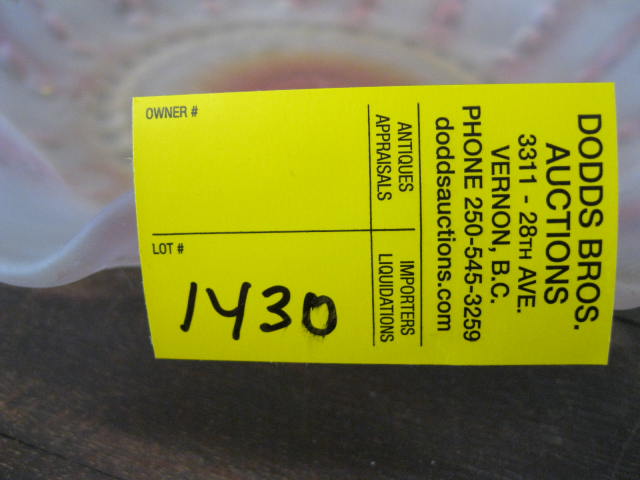 DODDS BROS.
AUCTIONS
3311 - 28TH AVE.
VERNON, B.C.
PHONE 250-545-3259
doddsauctions.com
ANTIQUES
APPRAISALS
IMPORTERS
LIQUIDATIONS
OWNER #
LOT #
1430